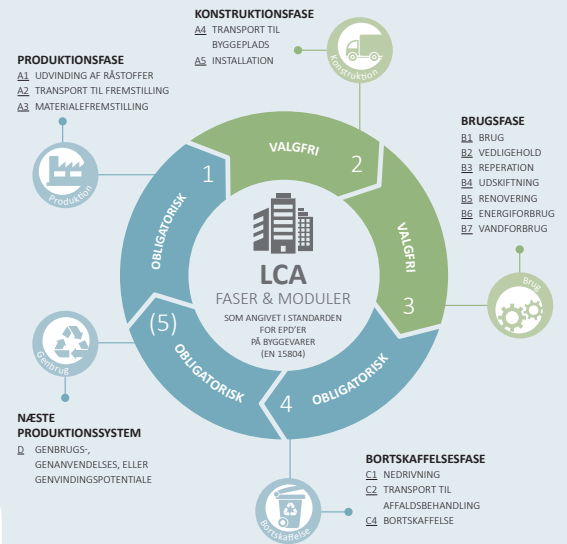 KONSTRUKTIONSFASE
A4 TRANSPORT TIL
BYGGEPLADS
A5 INSTALLATION
Konstruktion
PRODUKTIONSFASE
A1 UDVINDING AF RÅSTOFFER
A2 TRANSPORT TIL FREMSTILLING
A3 MATERIALEFREMSTILLING
Produktion
BRUGSFASE
B1 BRUG
B2 VEDLIGEHOLD
B3 REPERATION
B4 UDSKIFTNING
B5 RENOVERING
B6 ENERGIFORBRUG
B7 VANDFORBRUG
Brug
OBLIGATORISK
1
VALGFRI
2
VALGFRI
3
OBLIGATORISK
4
OBLIGATORISK
(5)
LCA
FASER & MODULER
SOM ANGIVET I STANDARDEN
FOR EPD'ER
PÅ BYGGEVARER
(EN 15804)
Genbrug
NÆSTE
PRODUKTIONSSYSTEM
D GENBRUGS-,
GENANVENDELSES, ELLER
GENVINDINGSPOTENTIALE
BORTSKAFFELSESFASE
C1 NEDRIVNING
C2 TRANSPORT TIL
AFFALDSBEHANDLING
C4 BORTSKAFFELSE
Bortskaffelse